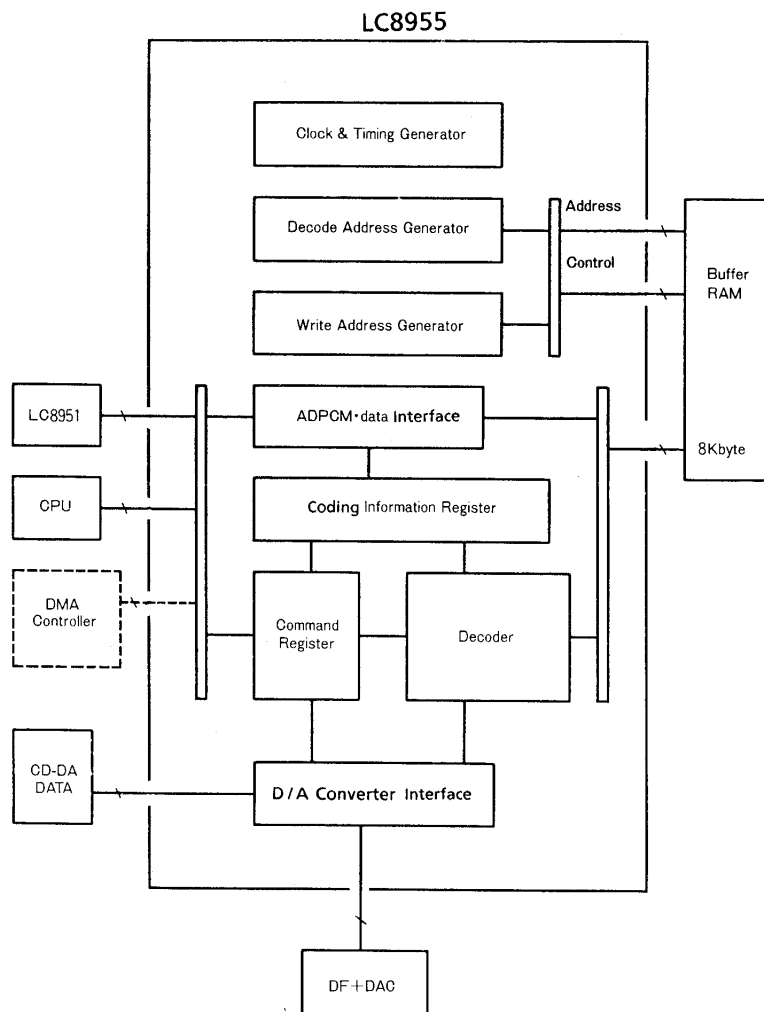 LC8955
Clock & Timing Generator
Decode Address Generator
Address
Control
Buffer
RAM
Write Address Generator
LC8951
ADPCM・data Interface
8Kbyte
CPU
Coding Information Register
DMA
Controller
Command
Register
Decoder
CD-DA
DATA
D/A Converter Interface
DF+DAC